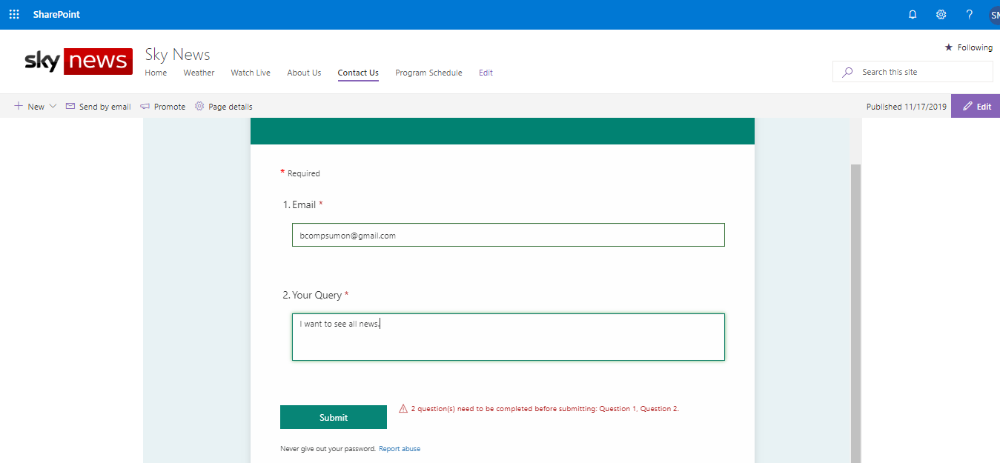 SharePoint
? SM
sky news
Sky News
Following
Home Weather Watch Live About Us Contact Us Program Schedule Edit
Search this site
New Send by email Promote Page details Published 11/17/2019 Edit
* Required
1. Email *
bcompsumon@gmail.com
2. Your Query *
I want to see all news.
Submit
2 question(s) need to be completed before submitting: Question 1, Question 2.
Never give out your password. Report abuse